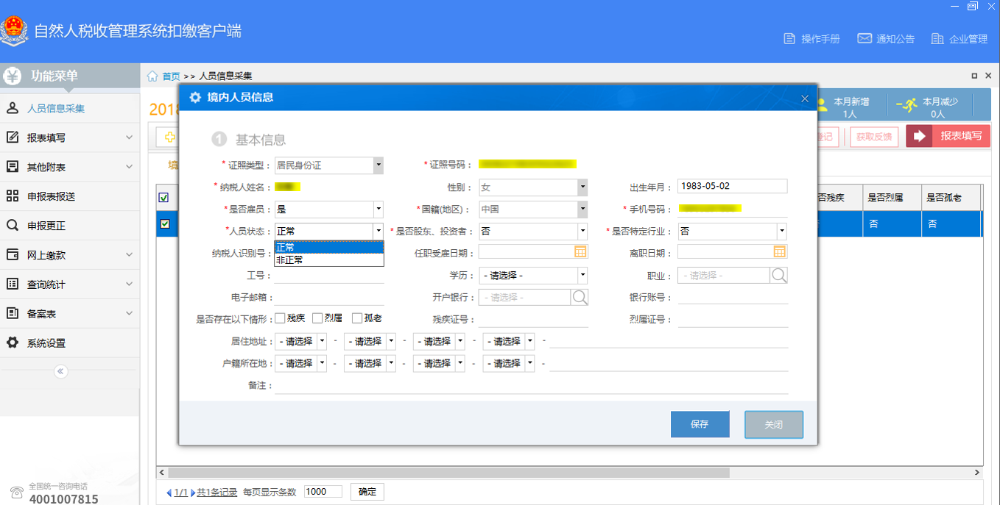 自然人税收管理系统扣缴客户端
操作手册 通知公告 企业管理
功能菜单
首页 >> 人员信息采集
人员信息采集
报表填写
其他附表
申报表报送
申报更正
网上缴款
查询统计
备案表
系统设置
全国统一咨询电话
4001007815
2018
本月新增
1人
本月减少
0人
登记 获取反馈 报表填写
境
否残疾 是否烈属 是否孤老
否 否
境内人员信息
1 基本信息
* 证照类型： 居民身份证 * 证照号码：
* 纳税人姓名： 性别： 女 出生年月： 1983-05-02
* 是否雇员： 是 * 国籍(地区)： 中国 * 手机号码：
* 人员状态： 正常 * 是否股东、投资者： 否 * 是否特定行业： 否
正常
非正常
纳税人识别号： 任职受雇日期： 离职日期：
工号： 学历： - 请选择 - 职业： - 请选择 -
电子邮箱： 开户银行： - 请选择 - 银行账号：
是否存在以下情形： 残疾 烈属 孤老 残疾证号： 烈属证号：
居住地址： - 请选择 - - 请选择 - - 请选择 - - 请选择 -
户籍所在地： - 请选择 - - 请选择 - - 请选择 - - 请选择 -
备注：
保存 关闭
1/1 共1条记录 每页显示条数 1000 确定